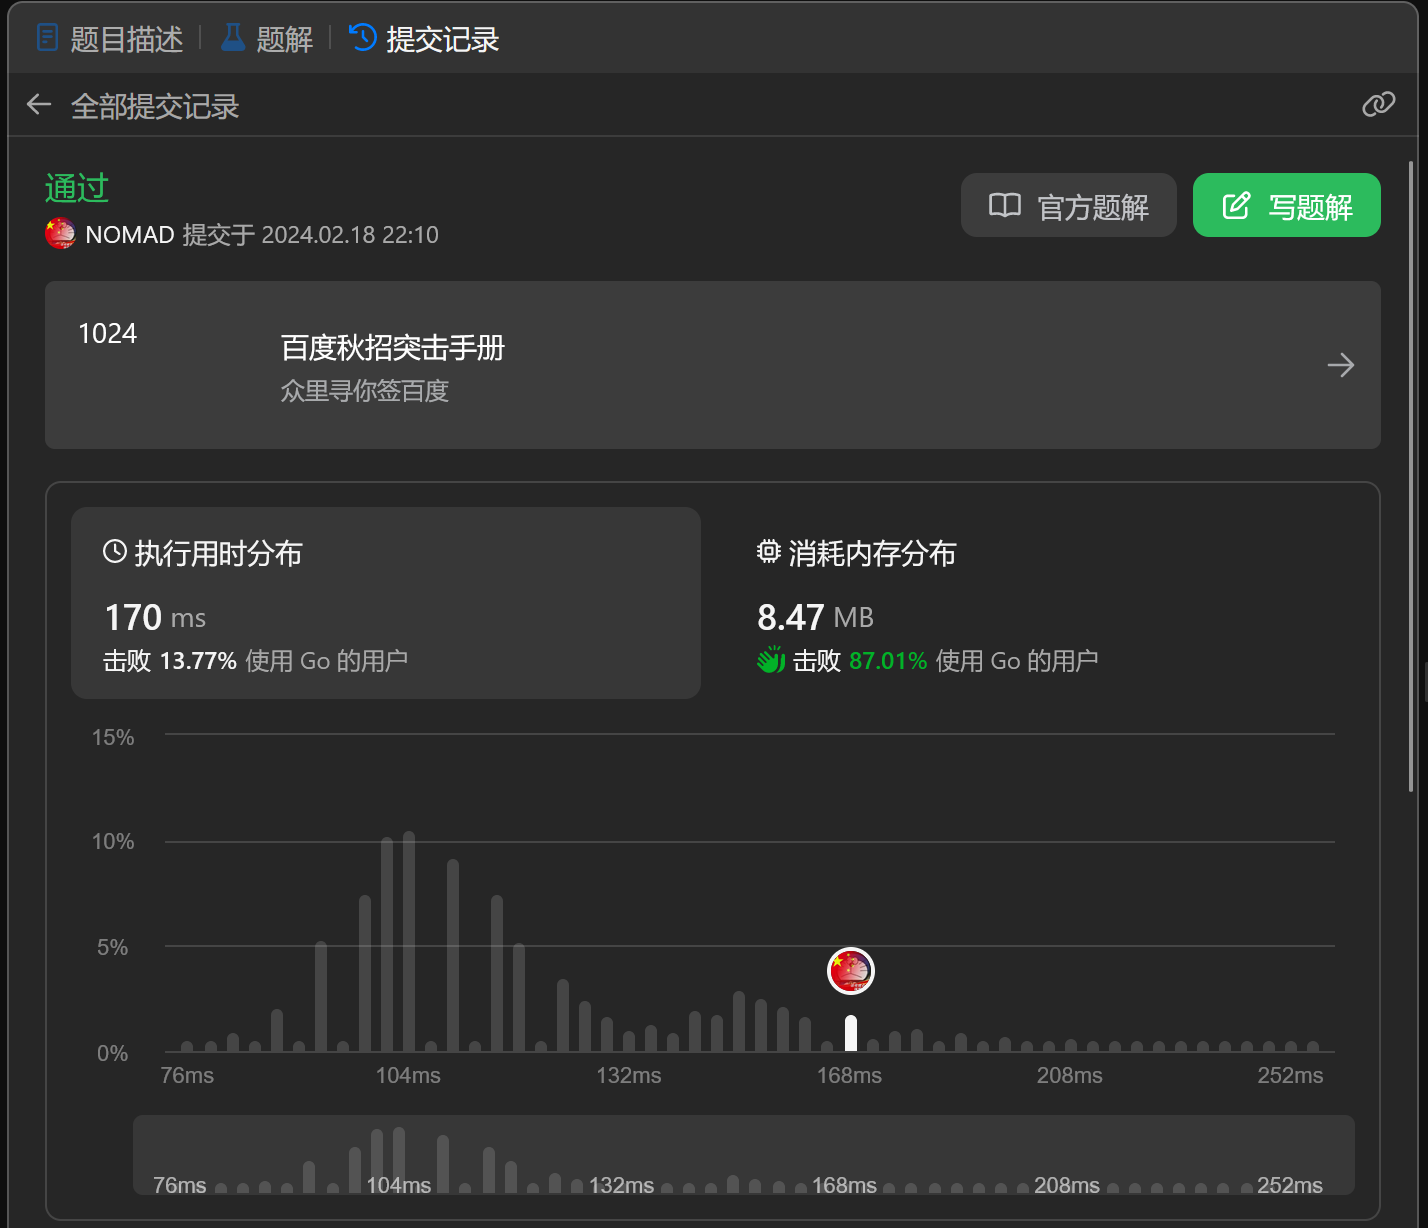 题目描述 题解 提交记录
全部提交记录
通过
官方题解 写题解
NOMAD 提交于 2024.02.18 22:10
1024
百度秋招突击手册
众里寻你签百度
执行用时分布
170 ms
击败 13.77% 使用 Go 的用户
消耗内存分布
8.47 MB
击败 87.01% 使用 Go 的用户
15%
10%
5%
0%
76ms 104ms 132ms 168ms 208ms 252ms
76ms 104ms 132ms 168ms 208ms 252ms